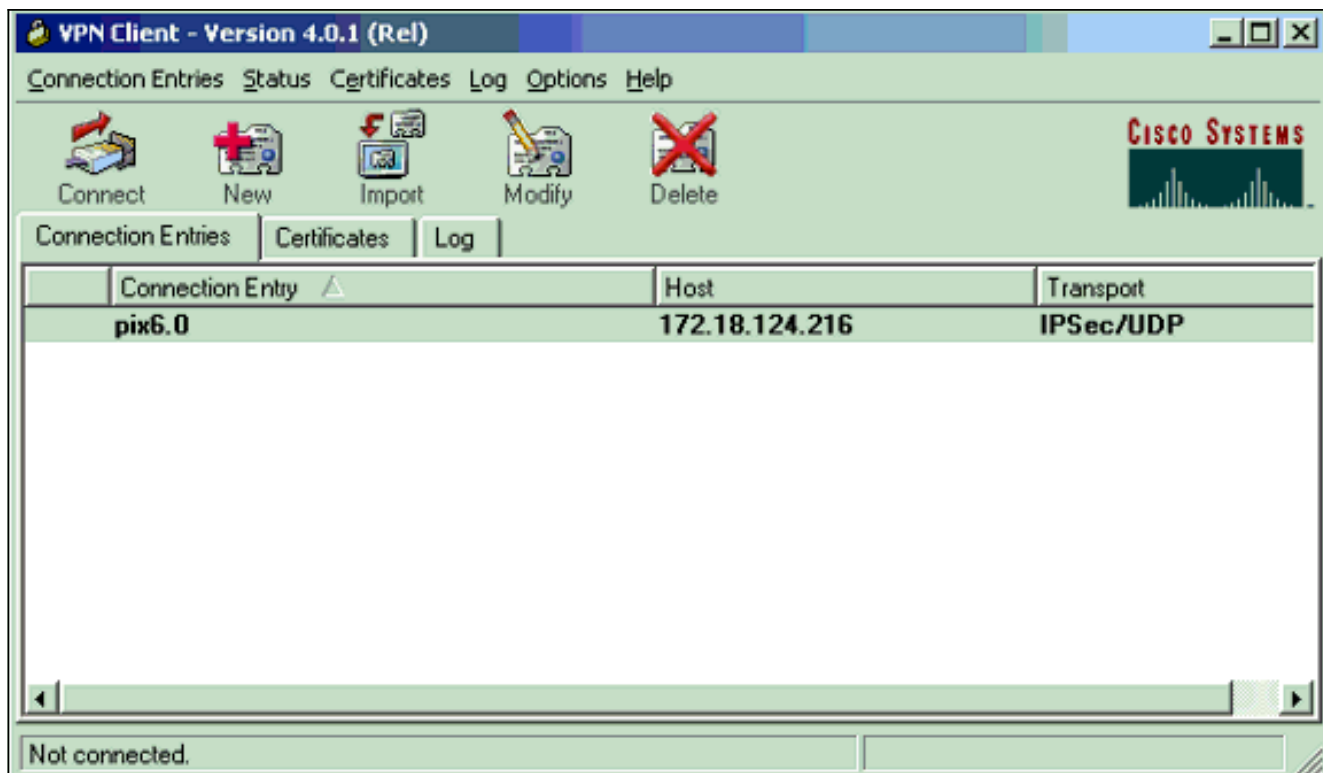 VPN Client - Version 4.0.1 (Rel)
Connection Entries Status Certificates Log Options Help
Connect New Import Modify Delete
CISCO SYSTEMS
Connection Entries Certificates Log
Connection Entry Host Transport
pix6.0 172.18.124.216 IPSec/UDP
Not connected.